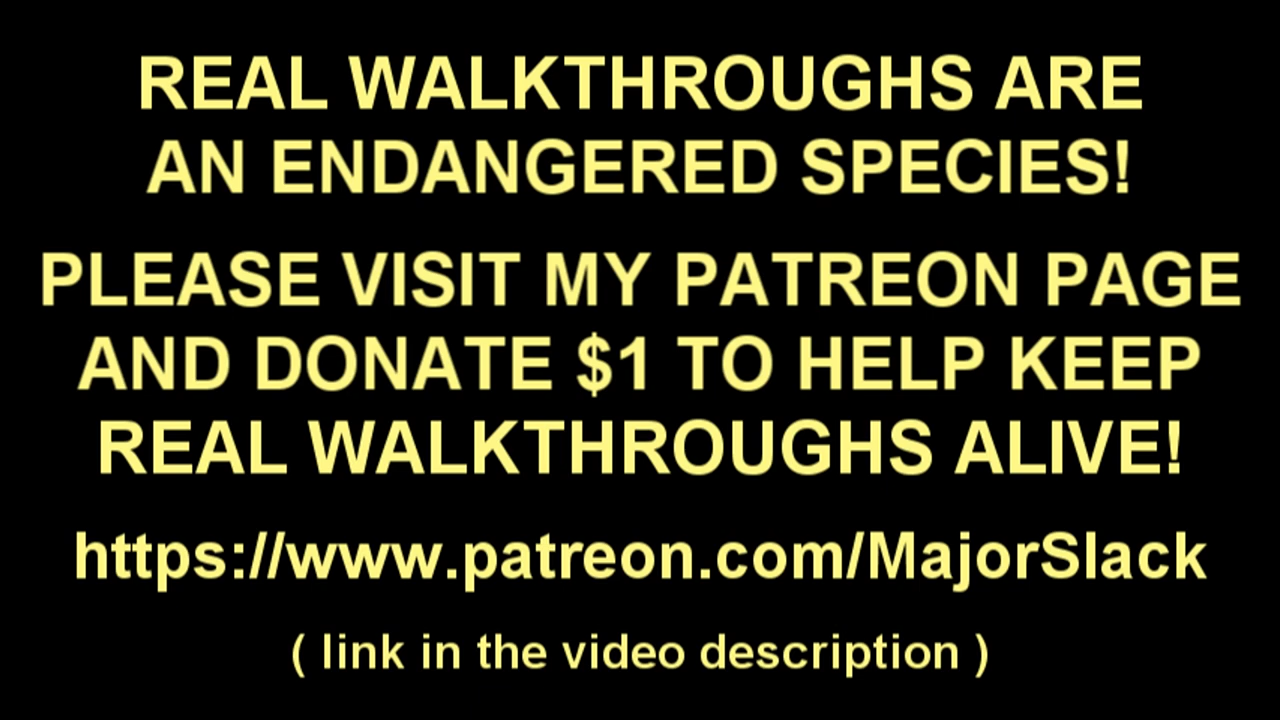 REAL WALKTHROUGHS ARE
AN ENDANGERED SPECIES!
PLEASE VISIT MY PATREON PAGE
AND DONATE $1 TO HELP KEEP
REAL WALKTHROUGHS ALIVE!
https://www.patreon.com/MajorSlack
( link in the video description )